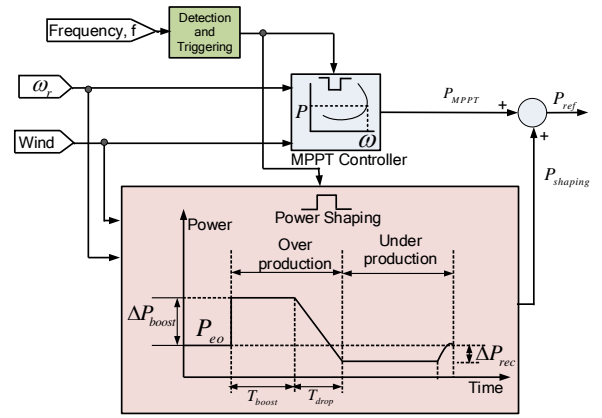 Frequency, f
Detection
and
Triggering
ω_r
Wind
P
ω
MPPT Controller
P_MPPT
+
P_ref
+
P_shaping
Power Shaping
Power
Over
production
Under
production
ΔP_boost
P_eo
ΔP_rec
Time
T_boost
T_drop